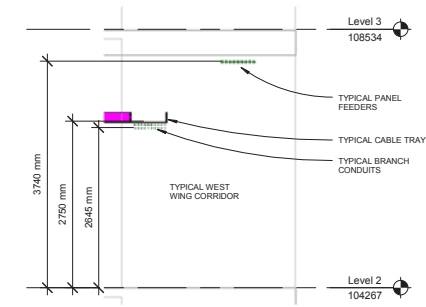 Level 3
108534
TYPICAL PANEL
FEEDERS
TYPICAL CABLE TRAY
TYPICAL BRANCH
CONDUITS
TYPICAL WEST
WING CORRIDOR
3740 mm
2750 mm
2645 mm
Level 2
104267